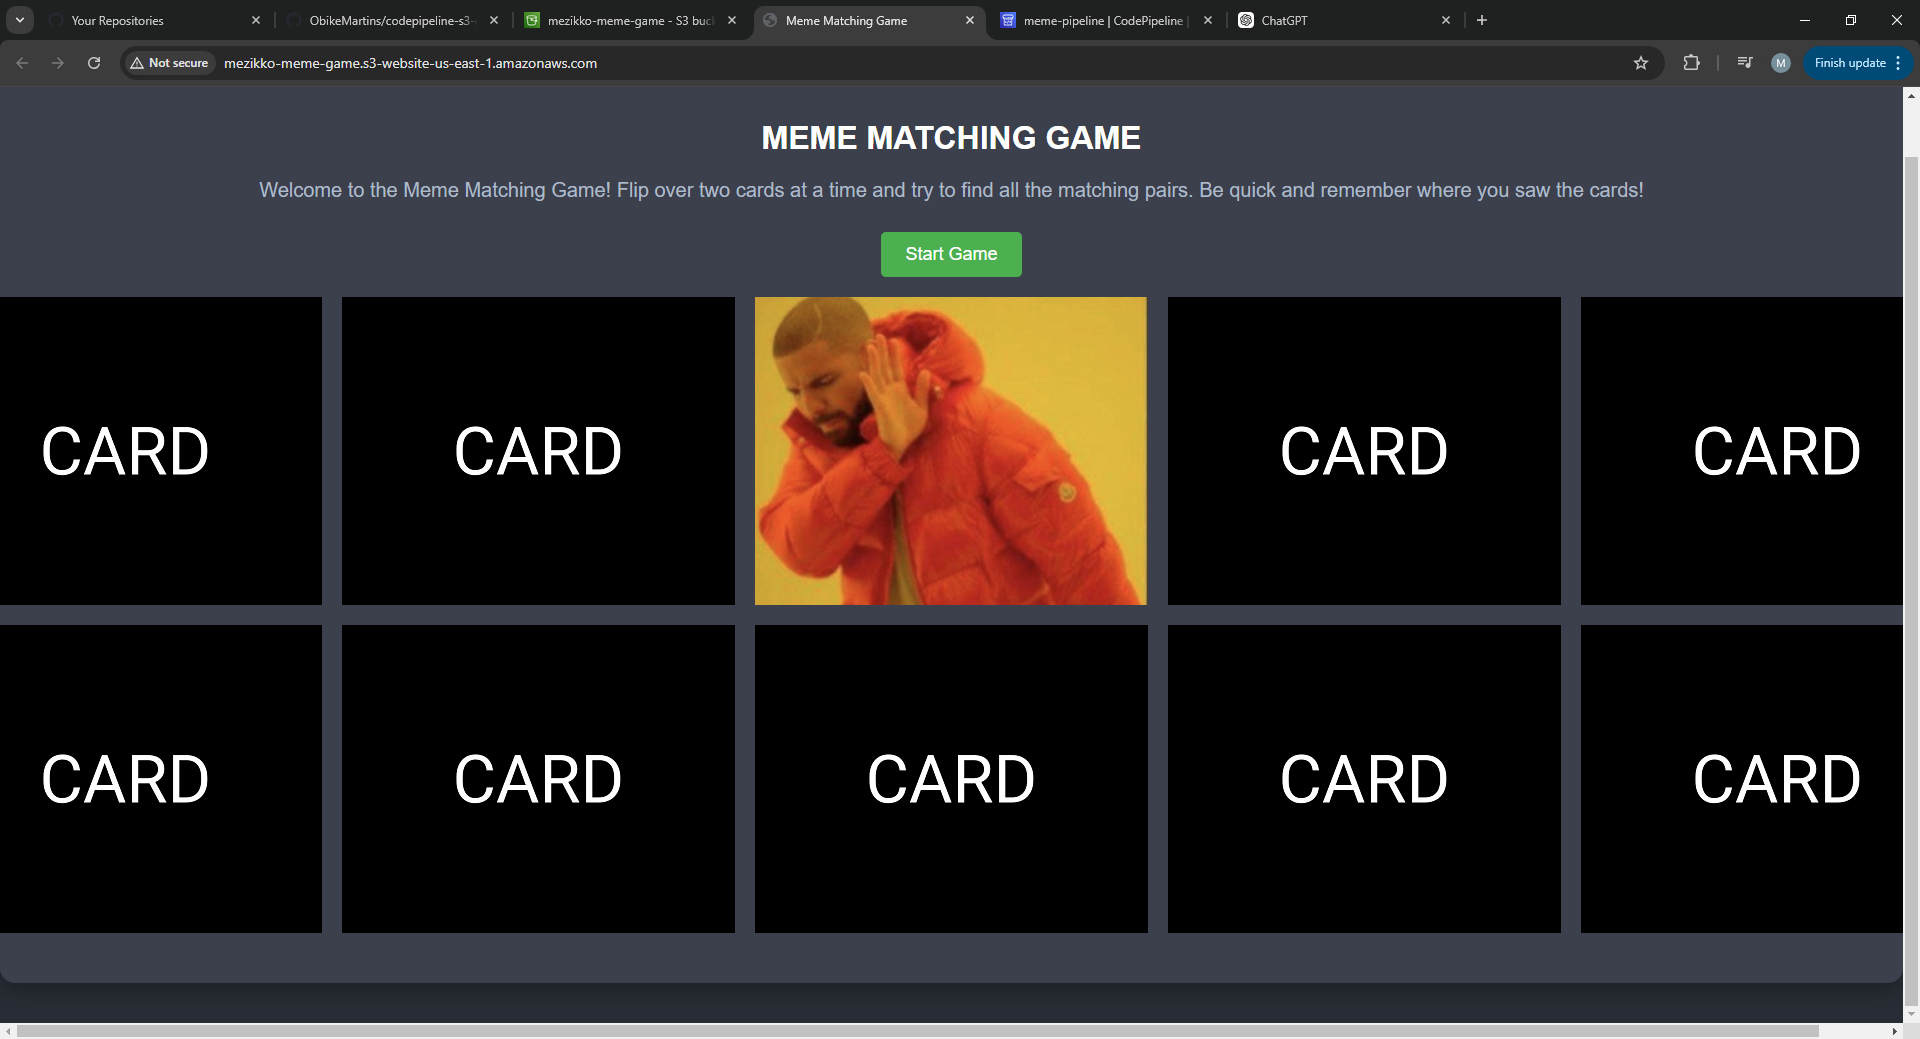 Your Repositories
ObikeMartins/codepipeline-s3-
mezikko-meme-game - S3 buc
Meme Matching Game
meme-pipeline | CodePipeline |
ChatGPT
Not secure
mezikko-meme-game.s3-website-us-east-1.amazonaws.com
M
Finish update
MEME MATCHING GAME
Welcome to the Meme Matching Game! Flip over two cards at a time and try to find all the matching pairs. Be quick and remember where you saw the cards!
Start Game
CARD
CARD
CARD
CARD
CARD
CARD
CARD
CARD
CARD